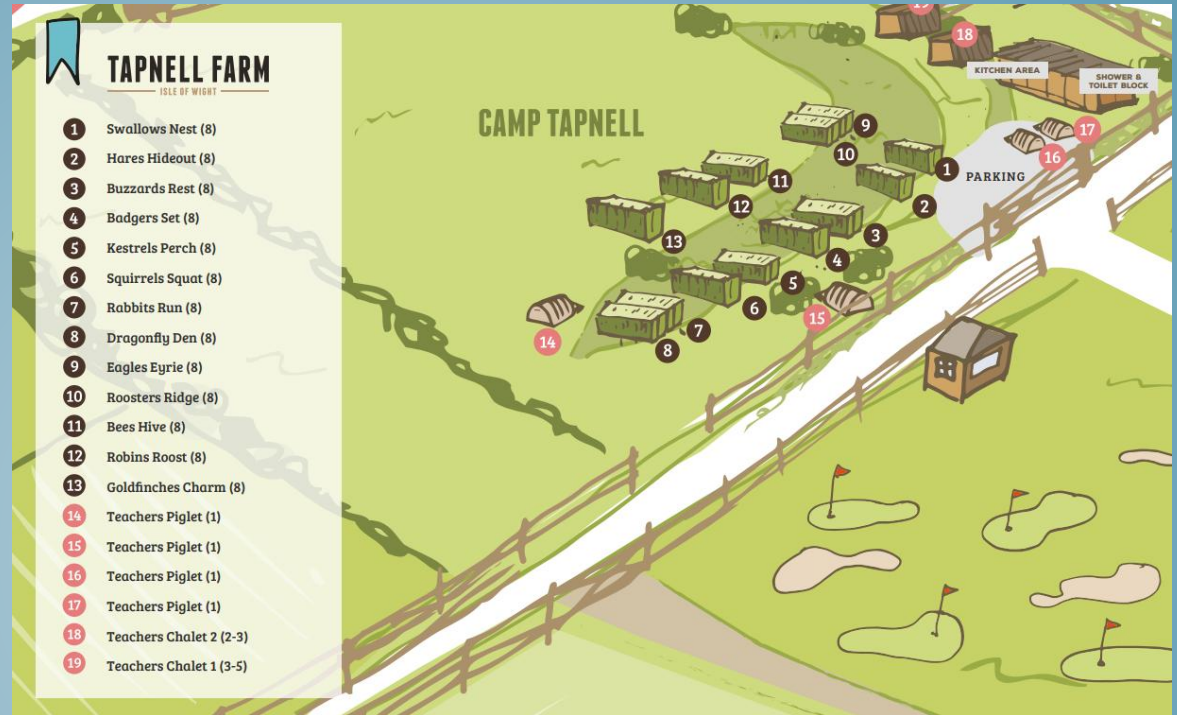 TAPNELL FARM
ISLE OF WIGHT
1 Swallows Nest (8)
2 Hares Hideout (8)
3 Buzzards Rest (8)
4 Badgers Set (8)
5 Kestrels Perch (8)
6 Squirrels Squat (8)
7 Rabbits Run (8)
8 Dragonfly Den (8)
9 Eagles Eyrie (8)
10 Roosters Ridge (8)
11 Bees Hive (8)
12 Robins Roost (8)
13 Goldfinches Charm (8)
14 Teachers Piglet (1)
15 Teachers Piglet (1)
16 Teachers Piglet (1)
17 Teachers Piglet (1)
18 Teachers Chalet 2 (2-3)
19 Teachers Chalet 1 (3-5)
CAMP TAPNELL
19
18
KITCHEN AREA
SHOWER &
TOILET BLOCK
17
16
PARKING
9
10
1
2
11
12
13
3
4
5
6
7
8
14
15